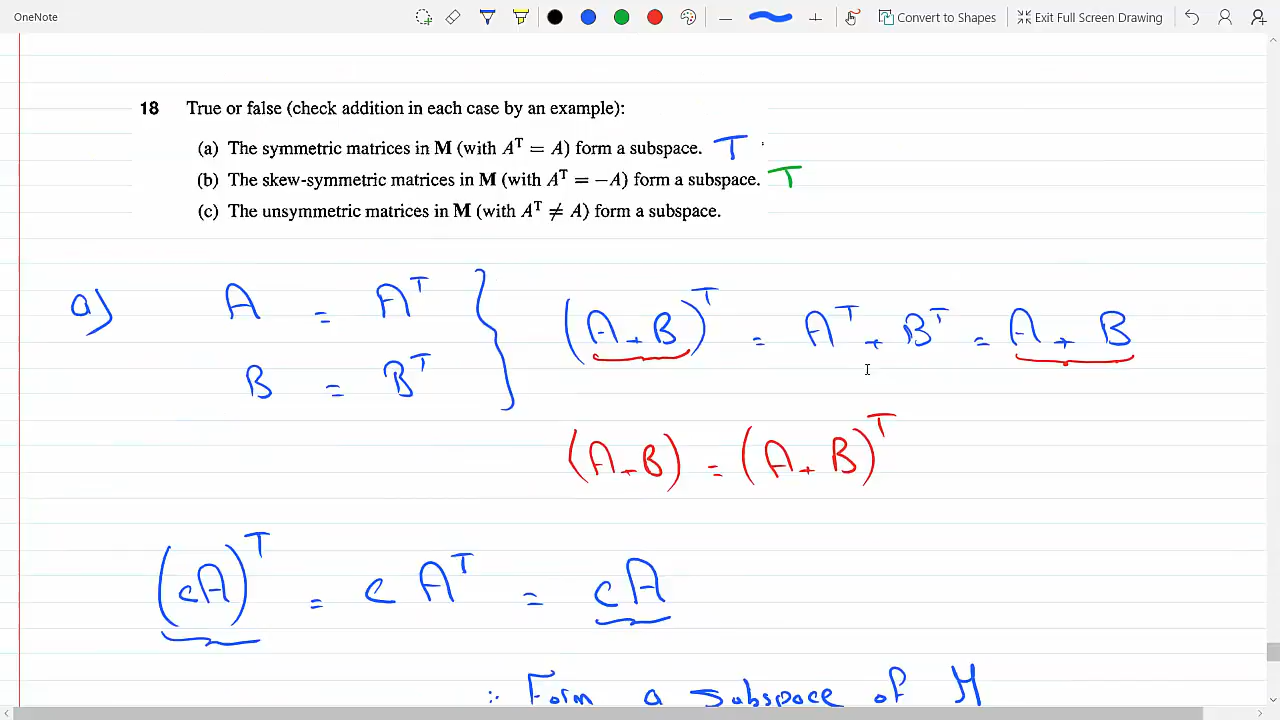 OneNote
Convert to Shapes Exit Full Screen Drawing
18 True or false (check addition in each case by an example):
(a) The symmetric matrices in M (with Aᵀ = A) form a subspace. T
(b) The skew-symmetric matrices in M (with Aᵀ = −A) form a subspace. T
(c) The unsymmetric matrices in M (with Aᵀ ≠ A) form a subspace.
a) A = Aᵀ } (A + B)ᵀ = Aᵀ + Bᵀ = A + B
B = Bᵀ
(A + B) = (A + B)ᵀ
(cA)ᵀ = c Aᵀ = cA
∴ Form a subspace of M